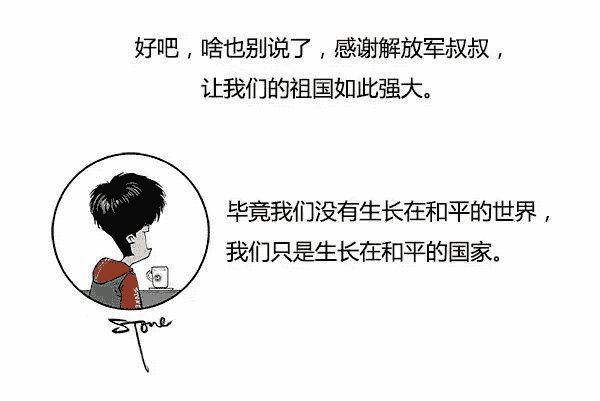 好吧，啥也别说了，感谢解放军叔叔，
让我们的祖国如此强大。
毕竟我们没有生长在和平的世界，
我们只是生长在和平的国家。
Stone